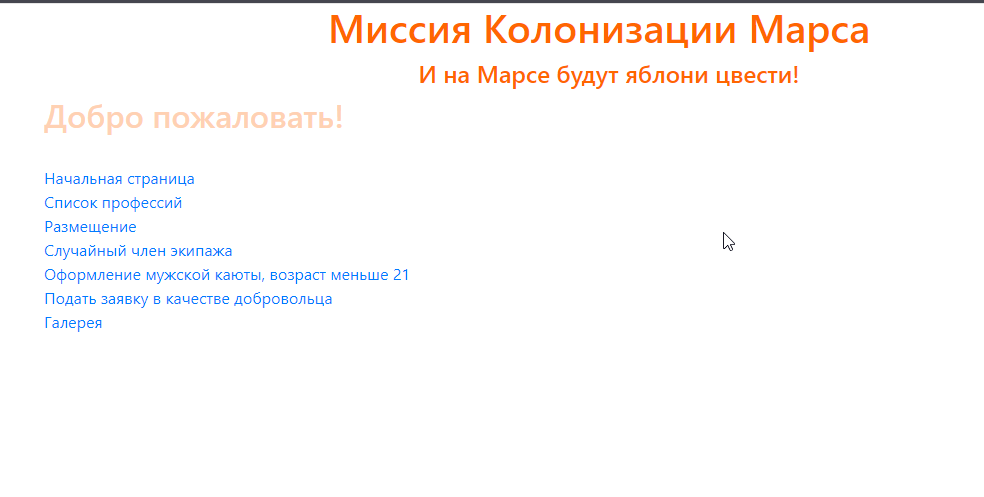 Миссия Колонизации Марса
И на Марсе будут яблони цвести!
Добро пожаловать!
Начальная страница
Список профессий
Размещение
Случайный член экипажа
Оформление мужской каюты, возраст меньше 21
Подать заявку в качестве добровольца
Галерея